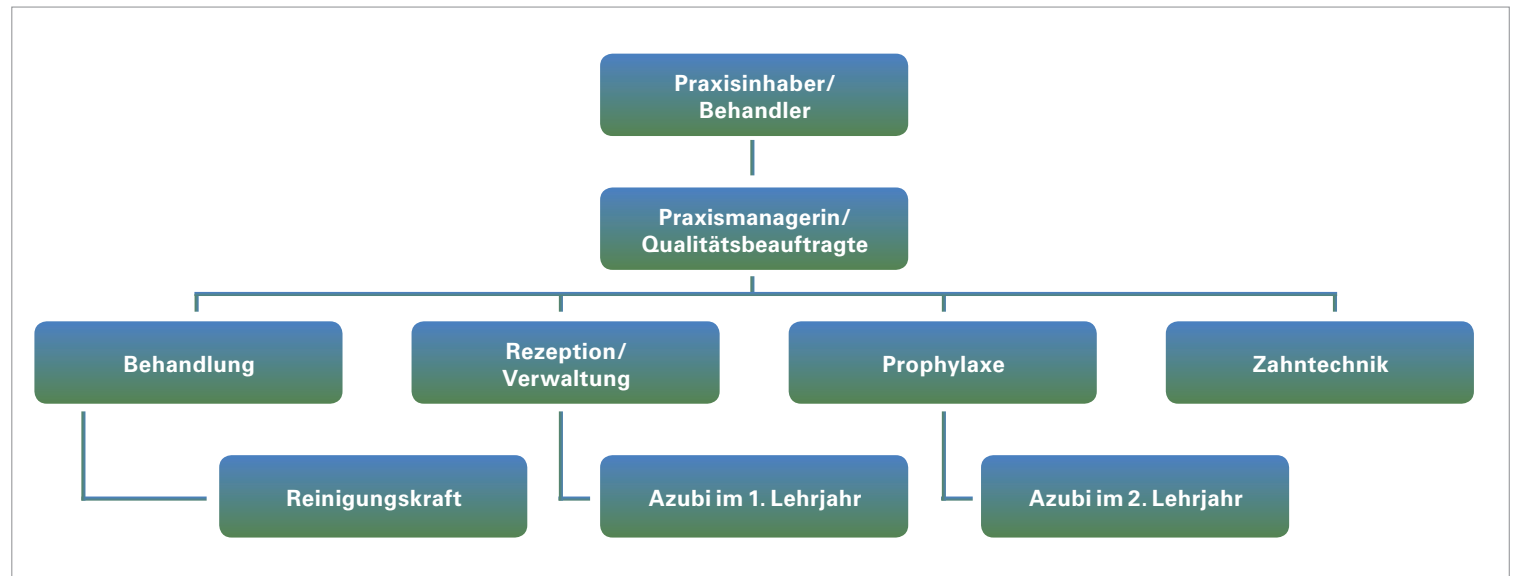 Praxisinhaber/
Behandler
Praxismanagerin/
Qualitätsbeauftragte
Behandlung
Rezeption/
Verwaltung
Prophylaxe
Zahntechnik
Reinigungskraft
Azubi im 1. Lehrjahr
Azubi im 2. Lehrjahr